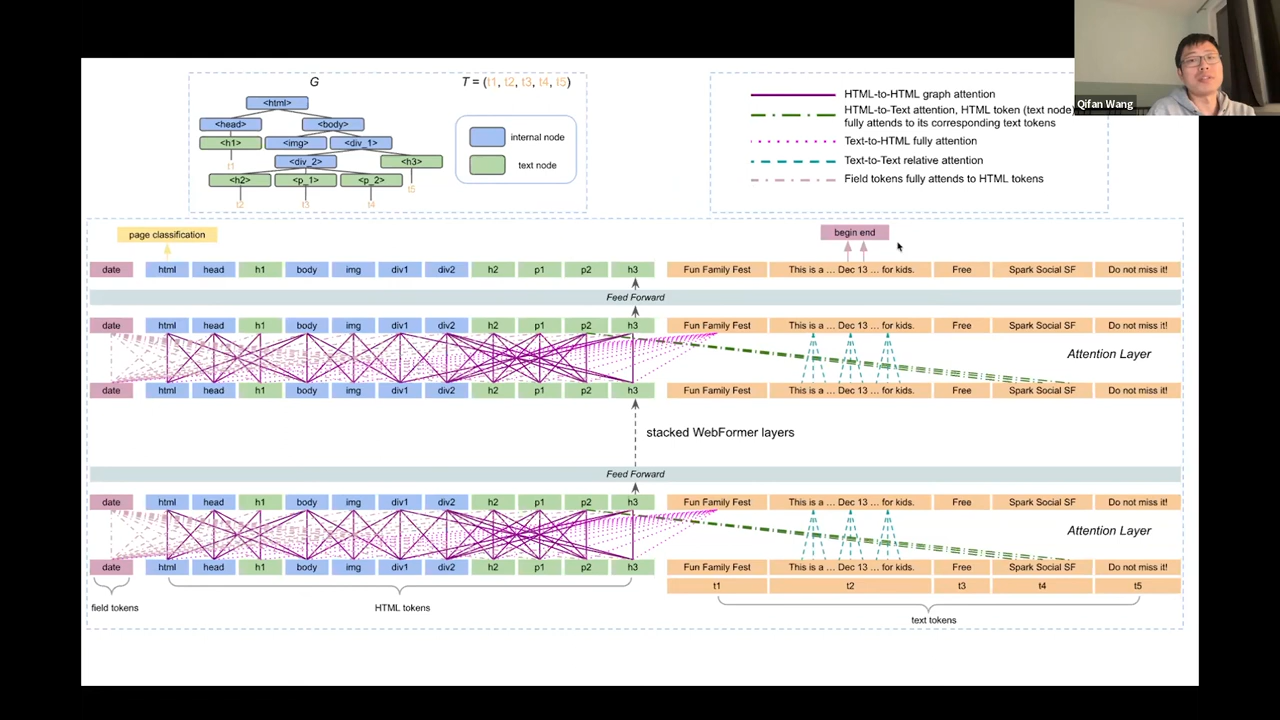 G
T = (t1, t2, t3, t4, t5)
<html>
<head>
<body>
<h1>
<img>
<div_1>
t1
<div_2>
<h3>
<h2>
<p_1>
<p_2>
t5
t2
t3
t4
internal node
text node
HTML-to-HTML graph attention
HTML-to-Text attention, HTML token (text node)
fully attends to its corresponding text tokens
Text-to-HTML fully attention
Text-to-Text relative attention
Field tokens fully attends to HTML tokens
Qifan Wang
page classification
begin end
date html head h1 body img div1 div2 h2 p1 p2 h3 Fun Family Fest This is a ... Dec 13 ... for kids. Free Spark Social SF Do not miss it!
Feed Forward
date html head h1 body img div1 div2 h2 p1 p2 h3 Fun Family Fest This is a ... Dec 13 ... for kids. Free Spark Social SF Do not miss it!
Attention Layer
date html head h1 body img div1 div2 h2 p1 p2 h3 Fun Family Fest This is a ... Dec 13 ... for kids. Free Spark Social SF Do not miss it!
stacked WebFormer layers
Feed Forward
date html head h1 body img div1 div2 h2 p1 p2 h3 Fun Family Fest This is a ... Dec 13 ... for kids. Free Spark Social SF Do not miss it!
Attention Layer
date html head h1 body img div1 div2 h2 p1 p2 h3 Fun Family Fest This is a ... Dec 13 ... for kids. Free Spark Social SF Do not miss it!
t1 t2 t3 t4 t5
field tokens
HTML tokens
text tokens